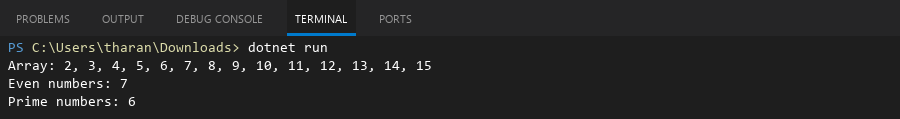 PROBLEMS OUTPUT DEBUG CONSOLE TERMINAL PORTS
PS C:\Users\tharan\Downloads> dotnet run
Array: 2, 3, 4, 5, 6, 7, 8, 9, 10, 11, 12, 13, 14, 15
Even numbers: 7
Prime numbers: 6